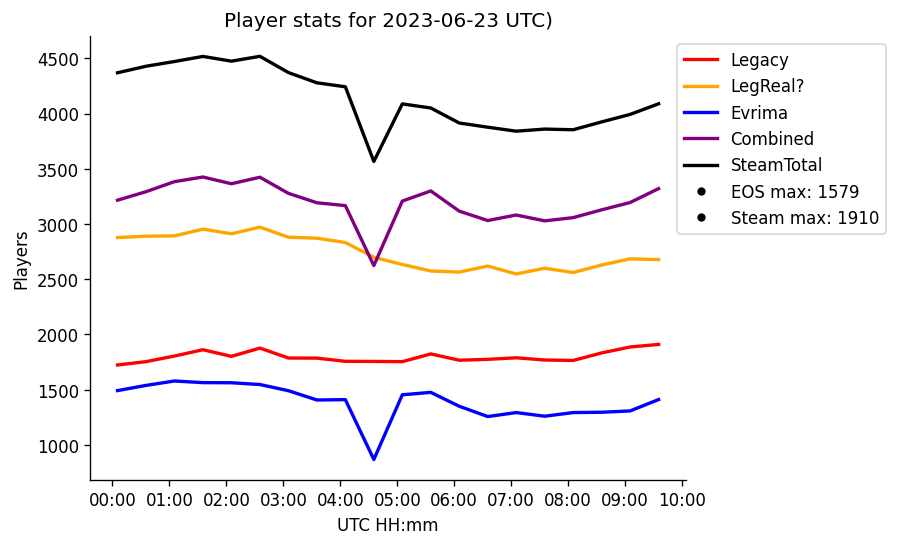 Player stats for 2023-06-23 UTC)
Players
4500
4000
3500
3000
2500
2000
1500
1000
00:00 01:00 02:00 03:00 04:00 05:00 06:00 07:00 08:00 09:00 10:00
UTC HH:mm
Legacy
LegReal?
Evrima
Combined
SteamTotal
EOS max: 1579
Steam max: 1910